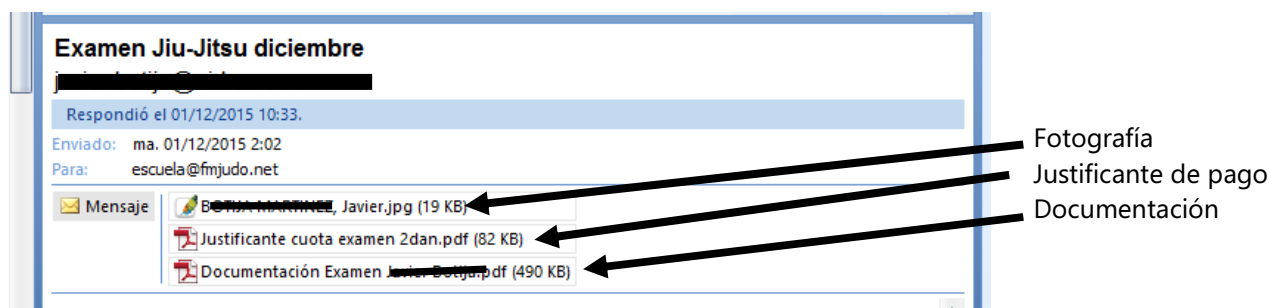 Examen Jiu-Jitsu diciembre
Respondió el 01/12/2015 10:33.
Enviado: ma. 01/12/2015 2:02
Para: escuela@fmjudo.net
Mensaje
, Javier.jpg (19 KB)
Justificante cuota examen 2dan.pdf (82 KB)
Documentación Examen .pdf (490 KB)
Fotografía
Justificante de pago
Documentación